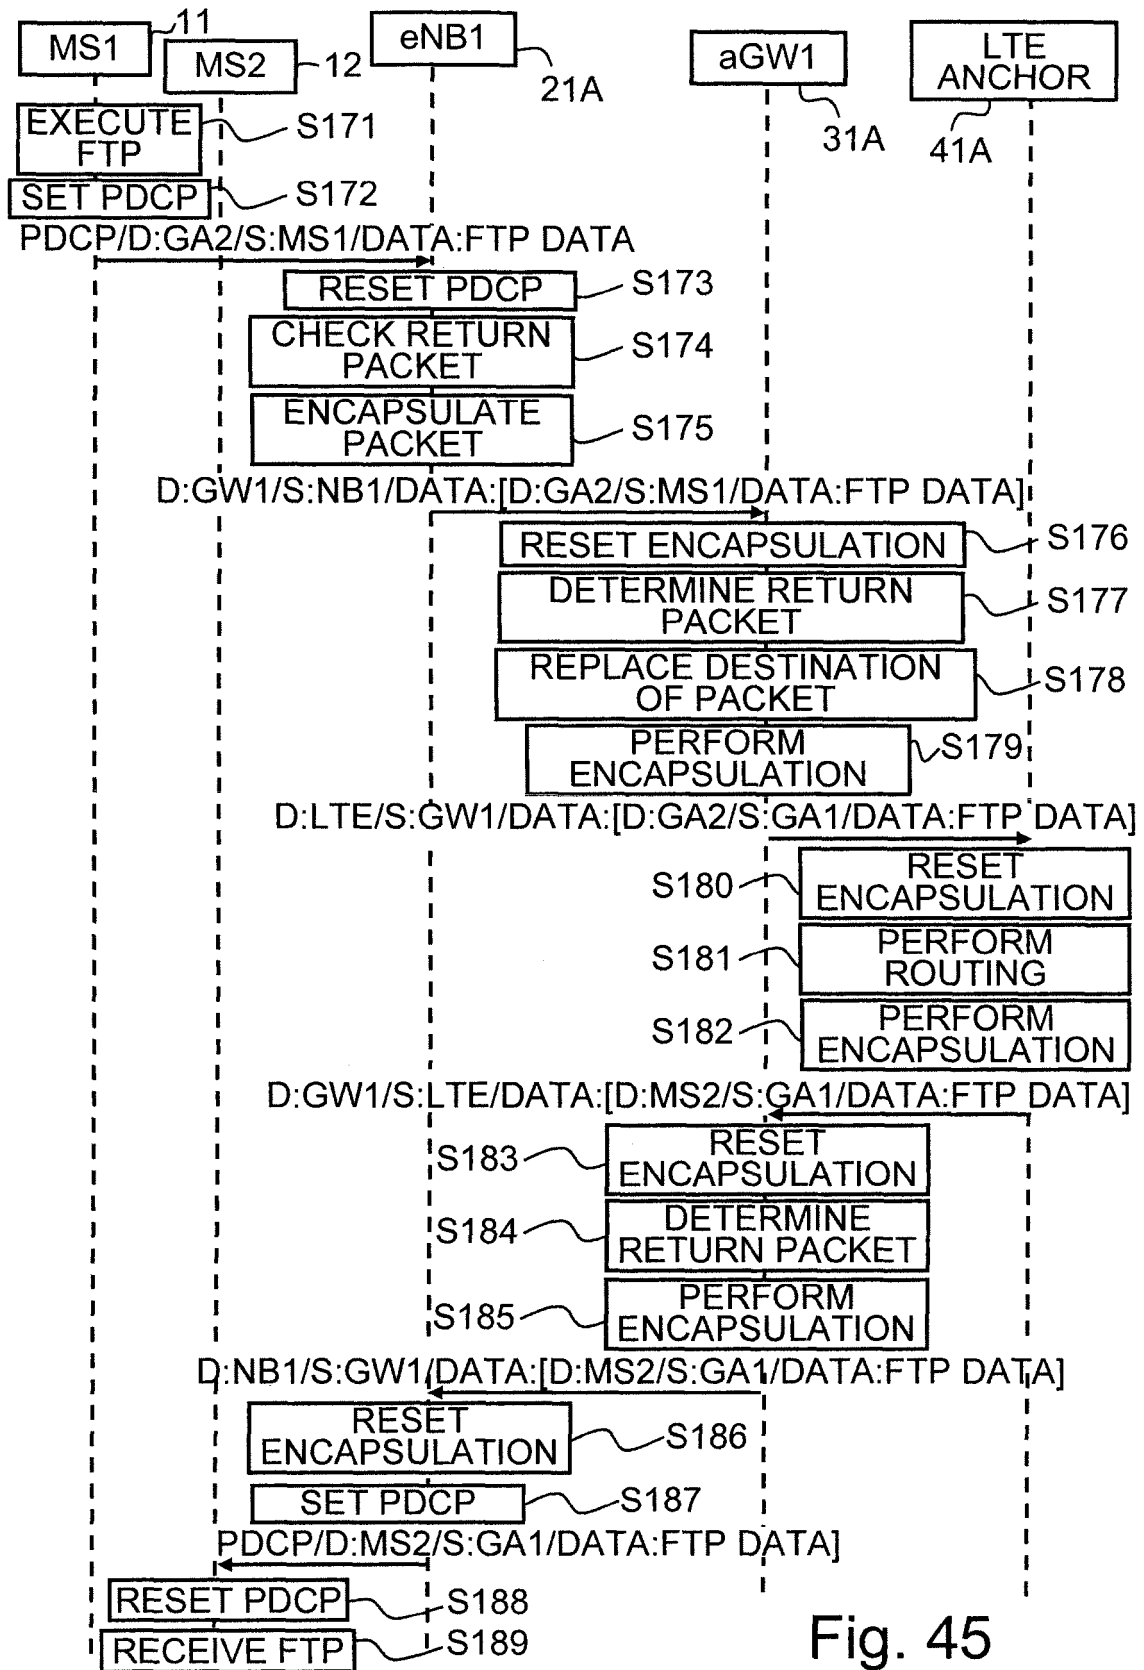 MS1
11
MS2
12
eNB1
21A
aGW1
31A
LTE
ANCHOR
41A
EXECUTE
FTP
S171
SET PDCP
S172
PDCP/D:GA2/S:MS1/DATA:FTP DATA
RESET PDCP
S173
CHECK RETURN
PACKET
S174
ENCAPSULATE
PACKET
S175
D:GW1/S:NB1/DATA:[D:GA2/S:MS1/DATA:FTP DATA]
RESET ENCAPSULATION
S176
DETERMINE RETURN
PACKET
S177
REPLACE DESTINATION
OF PACKET
S178
PERFORM
ENCAPSULATION
S179
D:LTE/S:GW1/DATA:[D:GA2/S:GA1/DATA:FTP DATA]
S180
RESET
ENCAPSULATION
S181
PERFORM
ROUTING
S182
PERFORM
ENCAPSULATION
D:GW1/S:LTE/DATA:[D:MS2/S:GA1/DATA:FTP DATA]
S183
RESET
ENCAPSULATION
S184
DETERMINE
RETURN PACKET
S185
PERFORM
ENCAPSULATION
D:NB1/S:GW1/DATA:[D:MS2/S:GA1/DATA:FTP DATA]
RESET
ENCAPSULATION
S186
SET PDCP
S187
PDCP/D:MS2/S:GA1/DATA:FTP DATA]
RESET PDCP
S188
RECEIVE FTP
S189
Fig. 45